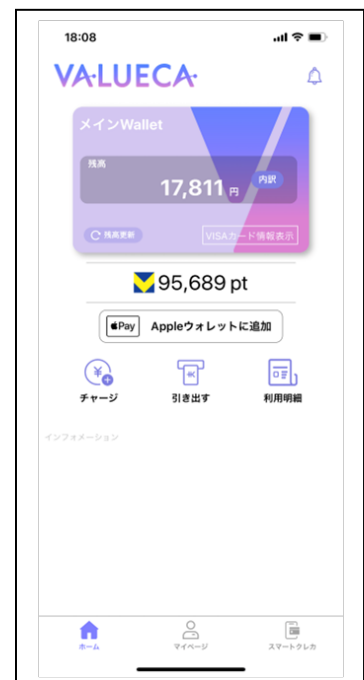 18:08
VALUECA
メインWallet
残高
17,811 円
内訳
残高更新
VISAカード情報表示
95,689 pt
Pay Appleウォレットに追加
チャージ 引き出す 利用明細
インフォメーション
ホーム マイページ スマートクレカ